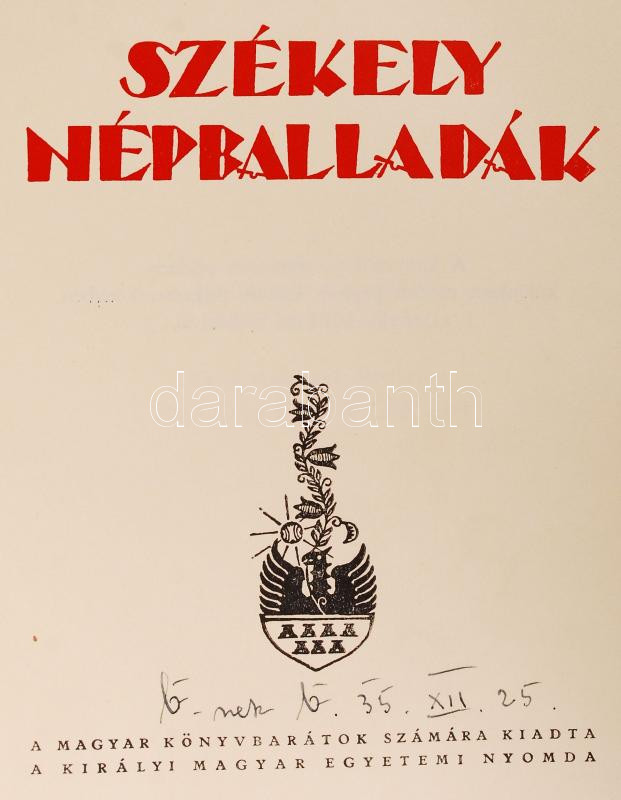 SZÉKELY
NÉPBALLADÁK
darabanth
-nek 35. XII. 25.
A MAGYAR KÖNYVBARÁTOK SZÁMÁRA KIADTA
A KIRÁLYI MAGYAR EGYETEMI NYOMDA